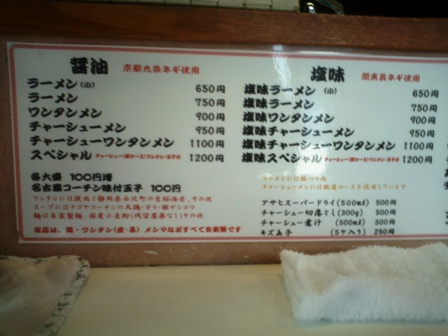 醤油 京都九条ネギ使用
ラーメン(小) 650円
ラーメン 750円
ワンタンメン 900円
チャーシューメン 950円
チャーシューワンタンメン 1100円
スペシャル 1200円
各大盛 100円増
名古屋コーチン味付玉子 100円
塩味 関東長ネギ使用
塩味ラーメン(小) 650円
塩味ラーメン 750円
塩味ワンタンメン 900円
塩味チャーシューメン 950円
塩味チャーシューワンタンメン 1100円
塩味スペシャル 1200円
アサヒスーパードライ(500ml) 500円
チャーシュー切落とし(300g) 500円
チャーシュー煮汁 (500ml) 300円
キズ玉子 (5ケ入り) 250円